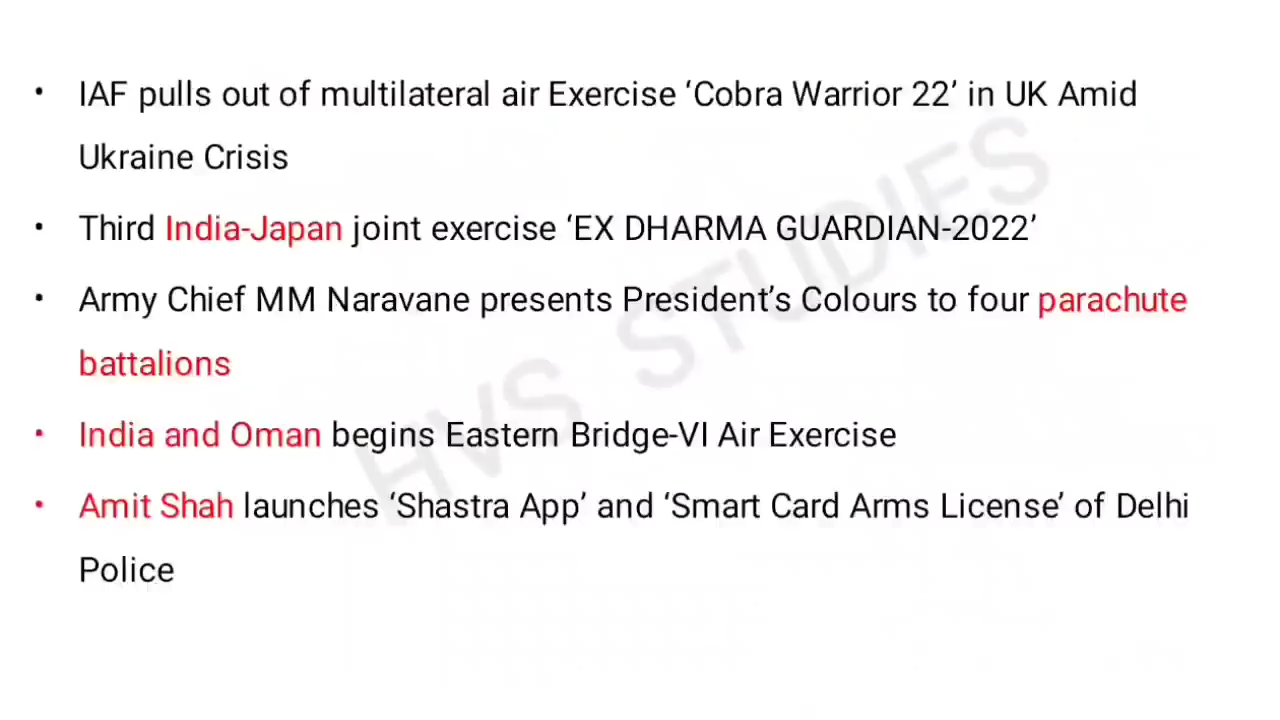 • IAF pulls out of multilateral air Exercise ‘Cobra Warrior 22’ in UK Amid
Ukraine Crisis
• Third India-Japan joint exercise ‘EX DHARMA GUARDIAN-2022’
• Army Chief MM Naravane presents President’s Colours to four parachute
battalions
• India and Oman begins Eastern Bridge-VI Air Exercise
• Amit Shah launches ‘Shastra App’ and ‘Smart Card Arms License’ of Delhi
Police
HVS STUDIES